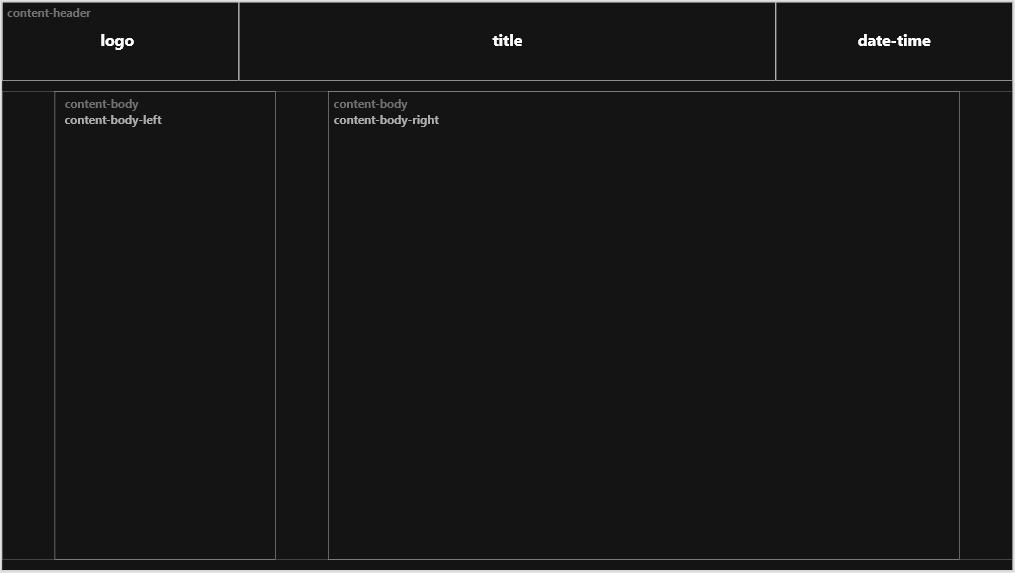 content-header
logo
title
date-time
content-body
content-body-left
content-body
content-body-right